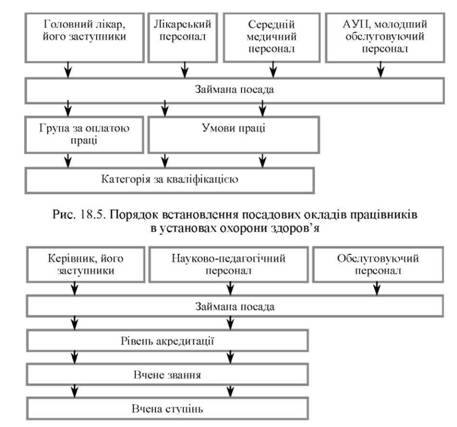 Головний лікар,
його заступники
Лікарський
персонал
Середній
медичний
персонал
АУП, молодший
обслуговуючий
персонал
Займана посада
Група за оплатою
праці
Умови праці
Категорія за кваліфікацією
Рис. 18.5. Порядок встановлення посадових окладів працівників
в установах охорони здоров’я
Керівник, його
заступники
Науково-педагогічний
персонал
Обслуговуючий
персонал
Займана посада
Рівень акредитації
Вчене звання
Вчена ступінь